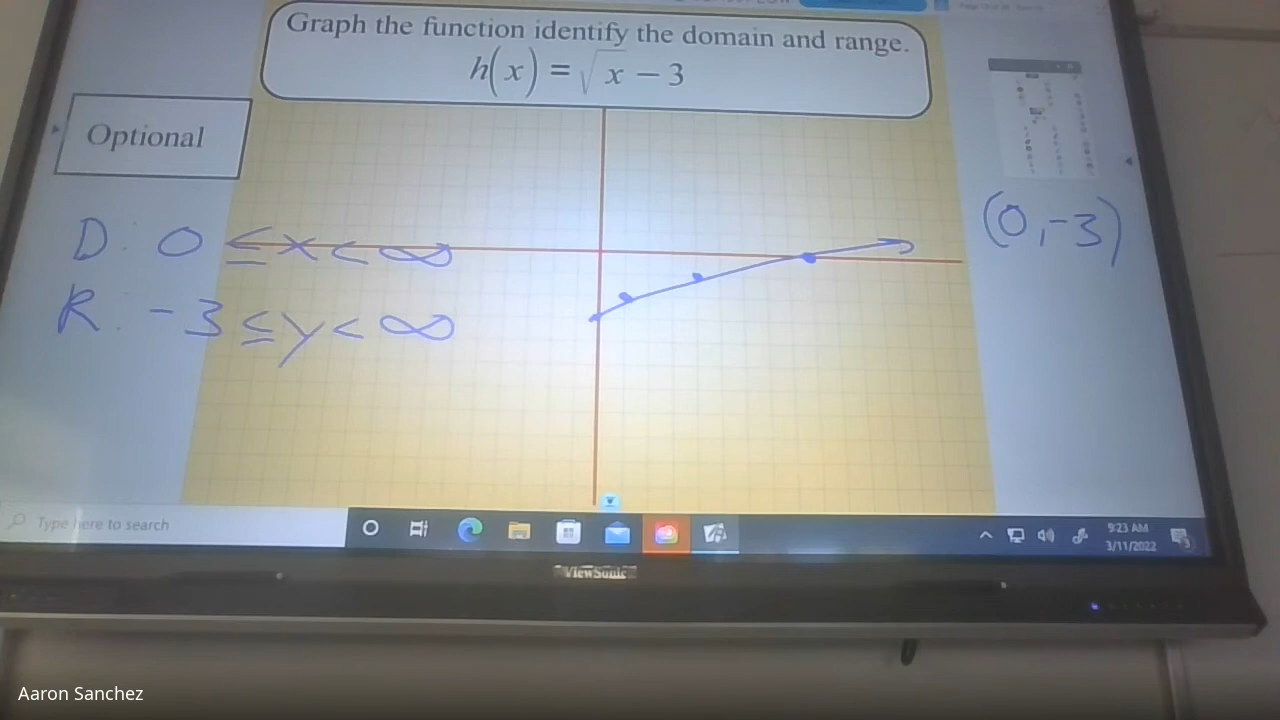 Graph the function identify the domain and range.
h(x) = √x − 3
Optional
D: 0 ≤ x < ∞
R: -3 ≤ y < ∞
(0, -3)
Type here to search
9:23 AM
3/11/2022
ViewSonic
Aaron Sanchez